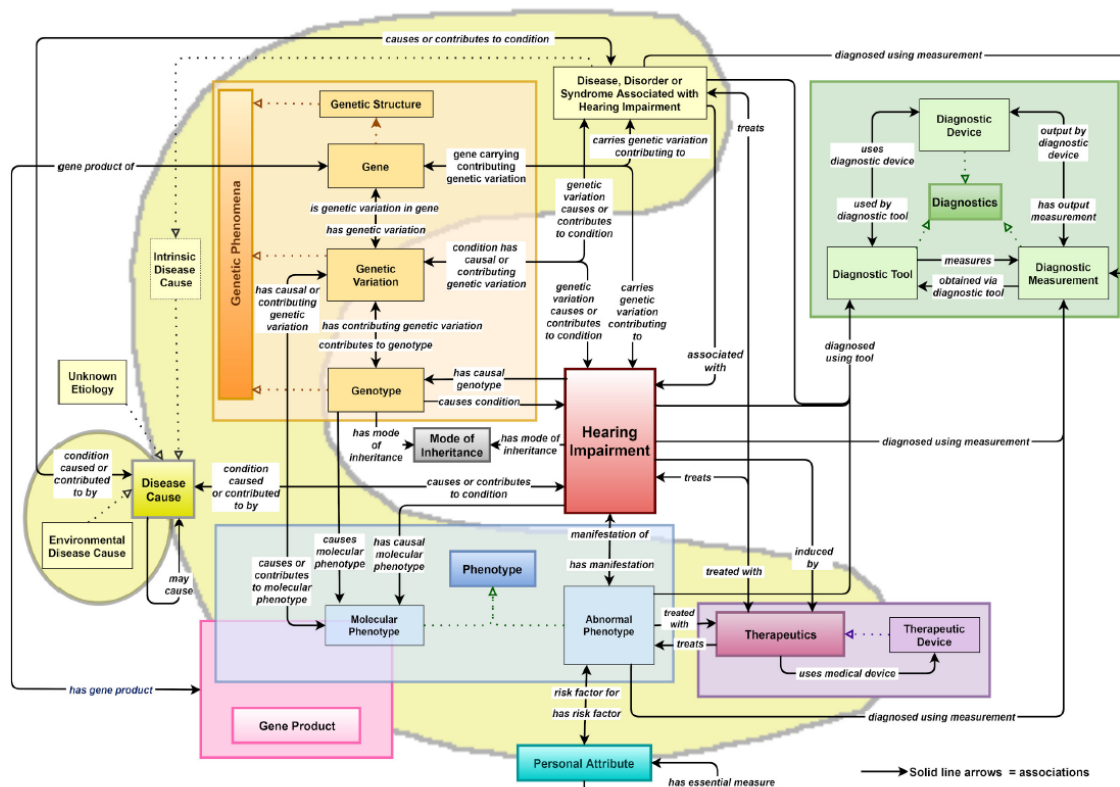 causes or contributes to condition
diagnosed using measurement
Disease, Disorder or
Syndrome Associated with
Hearing Impairment
treats
Genetic Structure
carries genetic variation
contributing to
gene product of
Gene
gene carrying
contributing
genetic variation
Diagnostic
Device
uses
diagnostic device
output by
diagnostic
device
used by
diagnostic tool
Diagnostics
has output
measurement
genetic
variation
causes or
contributes
to condition
is genetic variation in gene
has genetic variation
Genetic Phenomena
Intrinsic
Disease
Cause
Genetic
Variation
condition has
causal or
contributing
genetic variation
Diagnostic Tool
measures
obtained via
diagnostic tool
Diagnostic
Measurement
has causal or
contributing
genetic
variation
genetic
variation
causes or
contributes
to condition
carries
genetic
variation
contributing
to
has contributing genetic variation
contributes to genotype
diagnosed
using tool
associated
with
Unknown
Etiology
Genotype
has causal
genotype
causes condition
Hearing
Impairment
has mode
of
inheritance
Mode of
Inheritance
has mode of
inheritance
diagnosed using measurement
condition
caused or
contributed
to by
Disease
Cause
condition
caused
or contributed
to by
causes or contributes
to condition
treats
Environmental
Disease Cause
may
cause
causes
molecular
phenotype
has causal
molecular
phenotype
manifestation of
has manifestation
induced
by
treated with
causes or
contributes
to molecular
phenotype
Phenotype
Molecular
Phenotype
Abnormal
Phenotype
treated
with
treats
Therapeutics
Therapeutic
Device
uses medical device
has gene product
risk factor for
has risk factor
diagnosed using measurement
Gene Product
Personal Attribute
has essential measure
Solid line arrows = associations